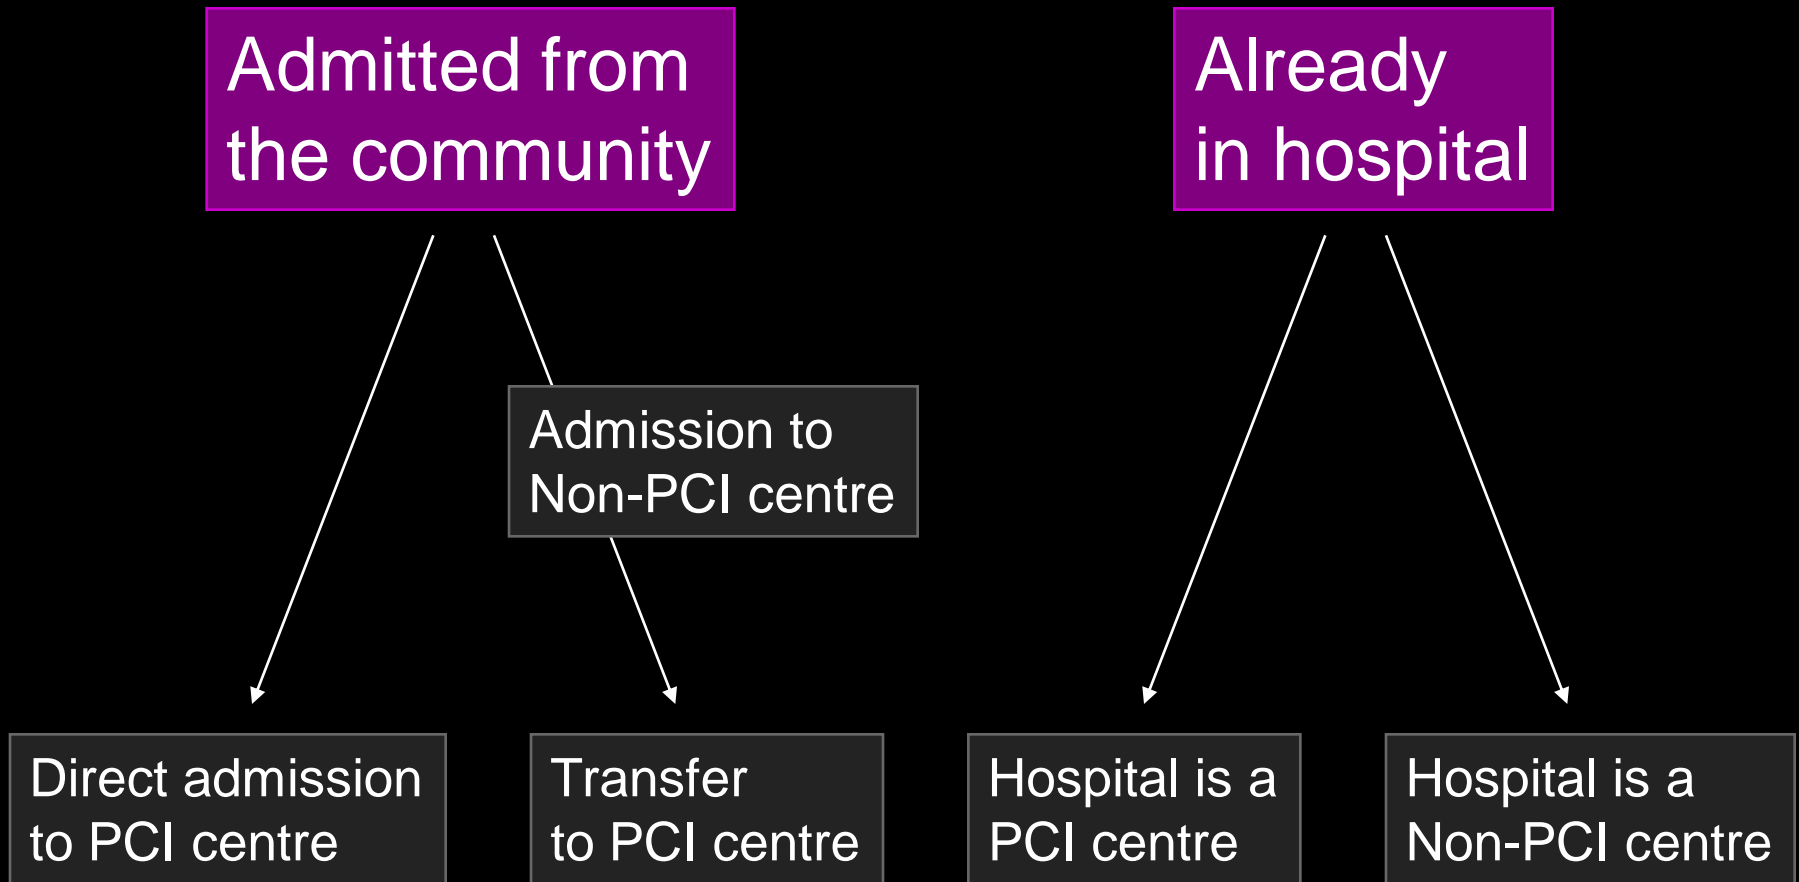 Admitted from
the community
Already
in hospital
Admission to
Non-PCI centre
Direct admission
to PCI centre
Transfer
to PCI centre
Hospital is a
PCI centre
Hospital is a
Non-PCI centre